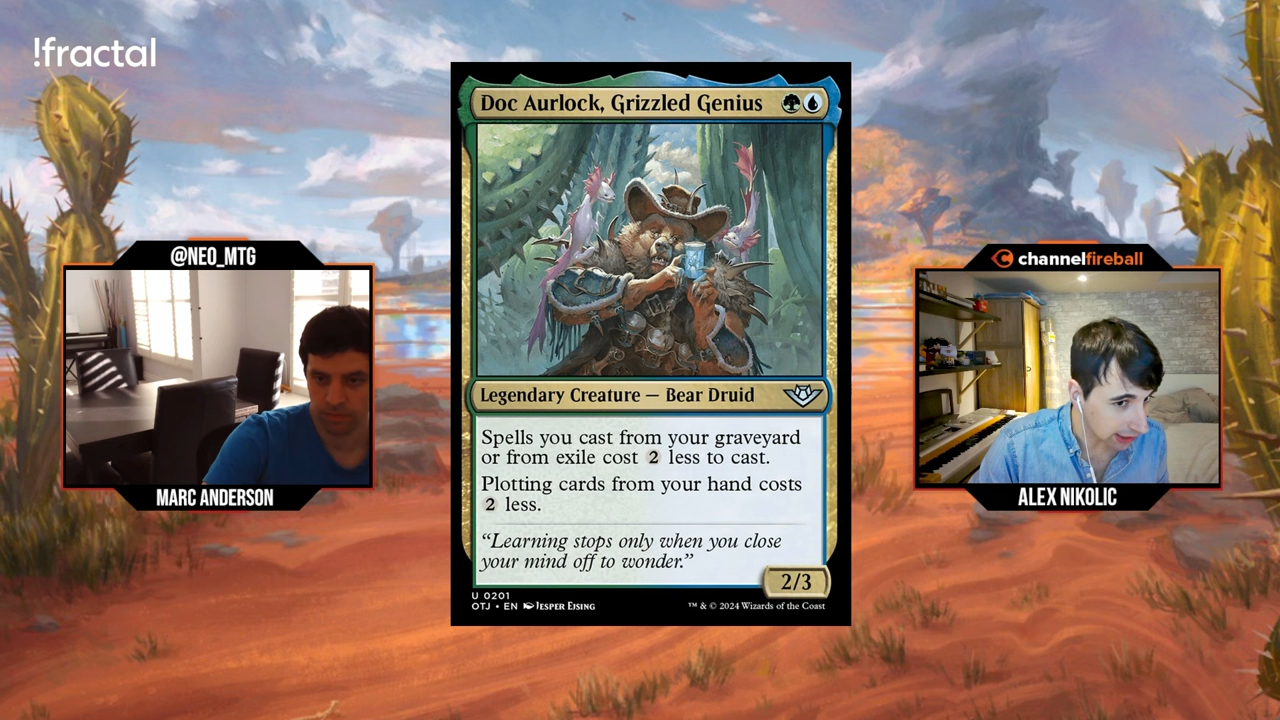 !fractal
Doc Aurlock, Grizzled Genius
@NEO_MTG
channelfireball
Legendary Creature — Bear Druid
Spells you cast from your graveyard
or from exile cost 2 less to cast.
Plotting cards from your hand costs
2 less.
“Learning stops only when you close
your mind off to wonder.”
2/3
U 0201
OTJ • EN JESPER EJSING
™ & © 2024 Wizards of the Coast
MARC ANDERSON
ALEX NIKOLIC